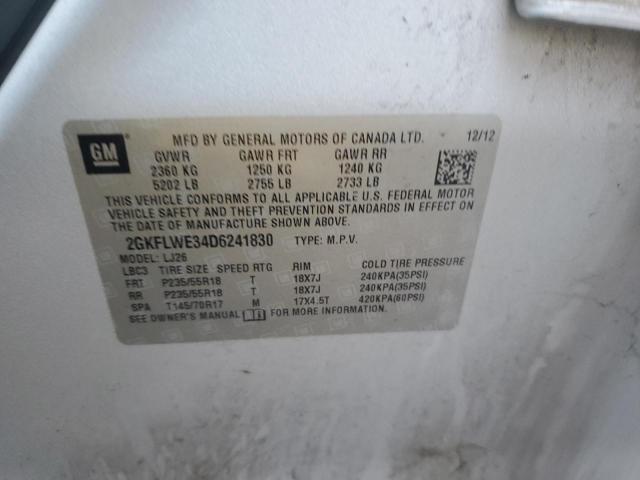 GM
MFD BY GENERAL MOTORS OF CANADA LTD. 12/12
GVWR GAWR FRT GAWR RR
2360 KG 1250 KG 1240 KG
5202 LB 2755 LB 2733 LB
THIS VEHICLE CONFORMS TO ALL APPLICABLE U.S. FEDERAL MOTOR
VEHICLE SAFETY AND THEFT PREVENTION STANDARDS IN EFFECT ON
THE DATE OF MANUFACTURE SHOWN ABOVE.
2GKFLWE34D6241830 TYPE: M.P.V.
MODEL: LJ26
LBC3 TIRE SIZE SPEED RTG RIM COLD TIRE PRESSURE
FRT P235/55R18 T 18X7J 240KPA(35PSI)
RR P235/55R18 T 18X7J 240KPA(35PSI)
SPA T145/70R17 M 17X4.5T 420KPA(60PSI)
SEE OWNER'S MANUAL FOR MORE INFORMATION.